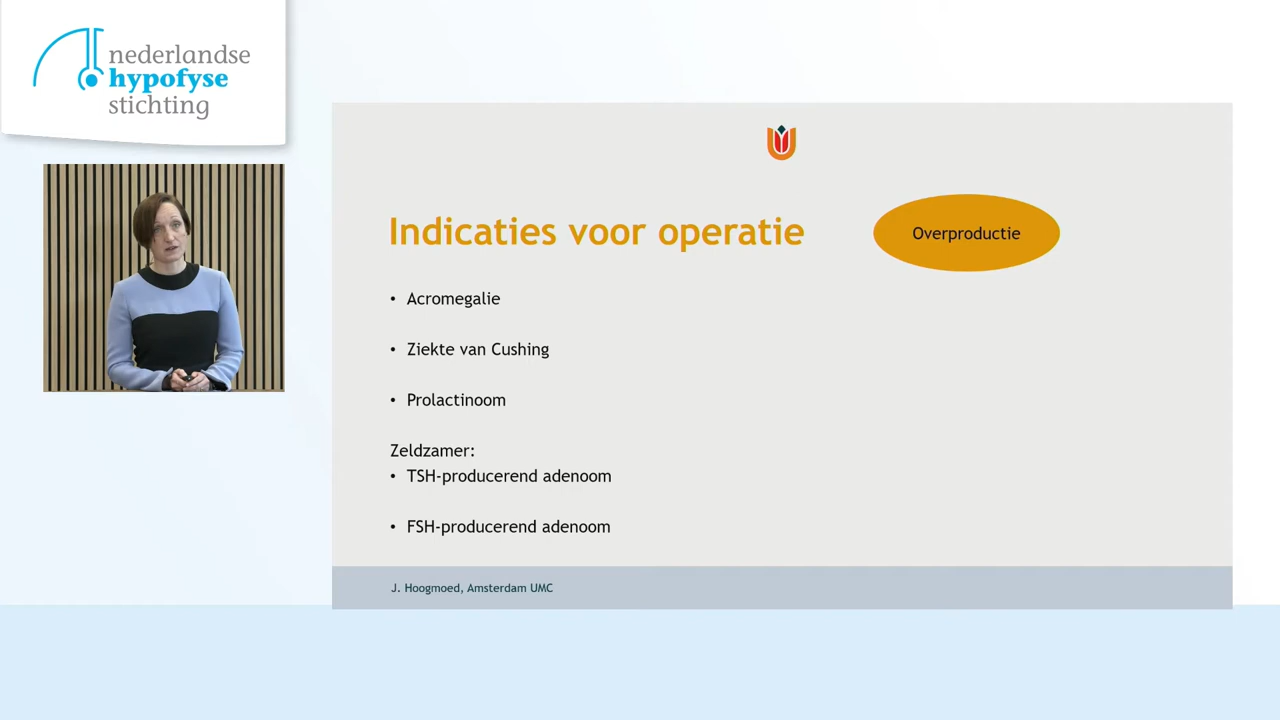 nederlandse
hypofyse
stichting
Indicaties voor operatie
Overproductie
• Acromegalie
• Ziekte van Cushing
• Prolactinoom
Zeldzamer:
• TSH-producerend adenoom
• FSH-producerend adenoom
J. Hoogmoed, Amsterdam UMC